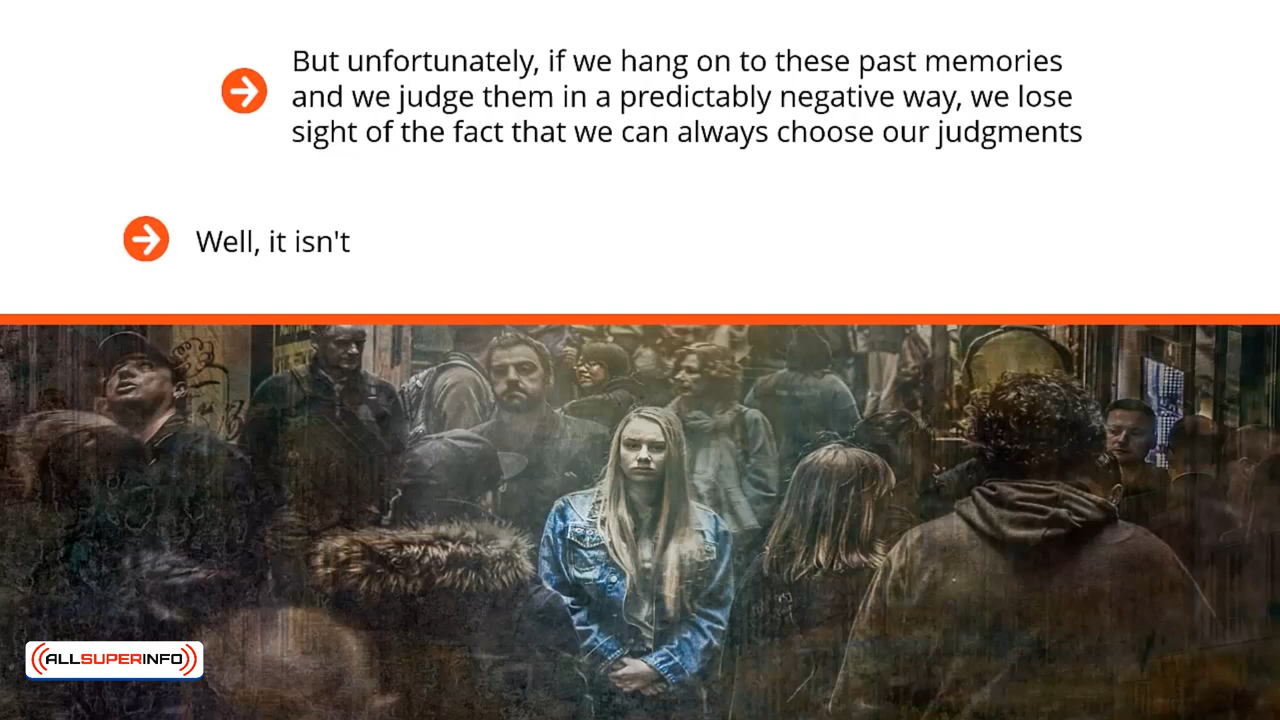 But unfortunately, if we hang on to these past memories
and we judge them in a predictably negative way, we lose
sight of the fact that we can always choose our judgments
Well, it isn't
ALLSUPERINFO